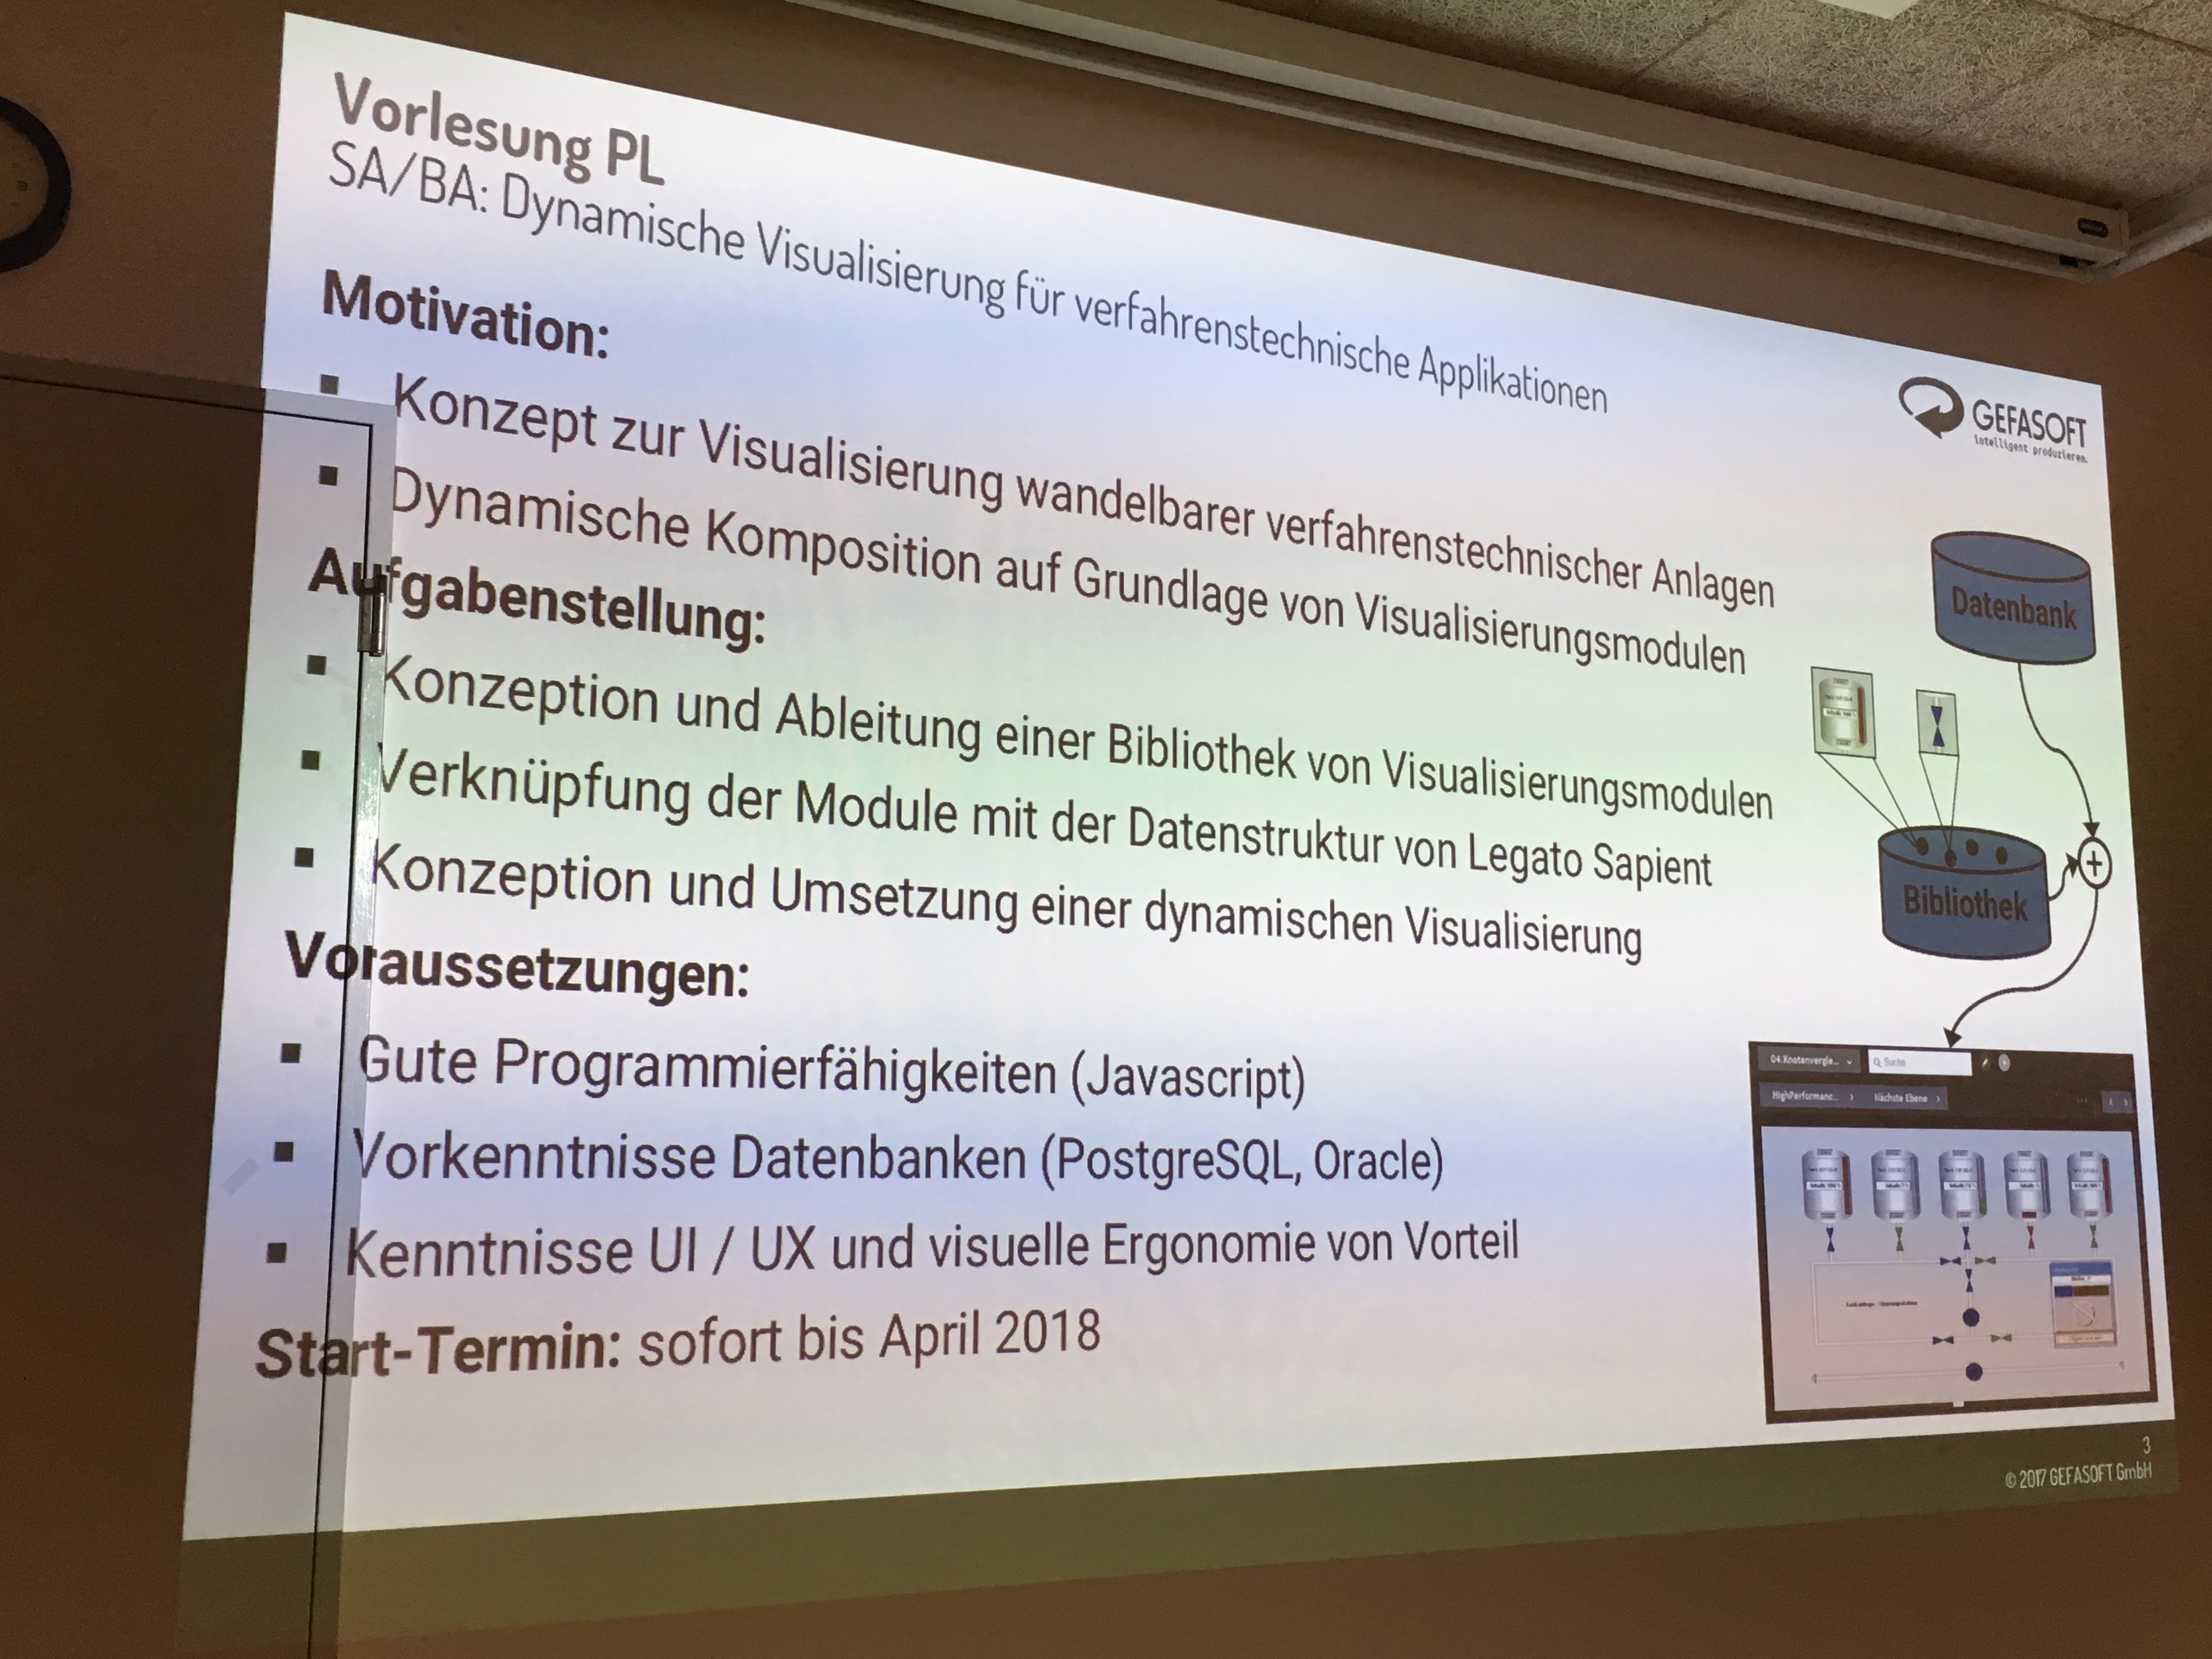 Vorlesung PL
SA/BA: Dynamische Visualisierung für verfahrenstechnische Applikationen
GEFASOFT
intelligent produzieren.
Motivation:
▪ Konzept zur Visualisierung wandelbarer verfahrenstechnischer Anlagen
▪ Dynamische Komposition auf Grundlage von Visualisierungsmodulen
Aufgabenstellung:
▪ Konzeption und Ableitung einer Bibliothek von Visualisierungsmodulen
▪ Verknüpfung der Module mit der Datenstruktur von Legato Sapient
▪ Konzeption und Umsetzung einer dynamischen Visualisierung
Voraussetzungen:
▪ Gute Programmierfähigkeiten (Javascript)
▪ Vorkenntnisse Datenbanken (PostgreSQL, Oracle)
▪ Kenntnisse UI / UX und visuelle Ergonomie von Vorteil
Start-Termin: sofort bis April 2018
Datenbank
Bibliothek
04.Knotenvergle...
Suche
HighPerformanc...
Nächste Ebene
3
© 2017 GEFASOFT GmbH